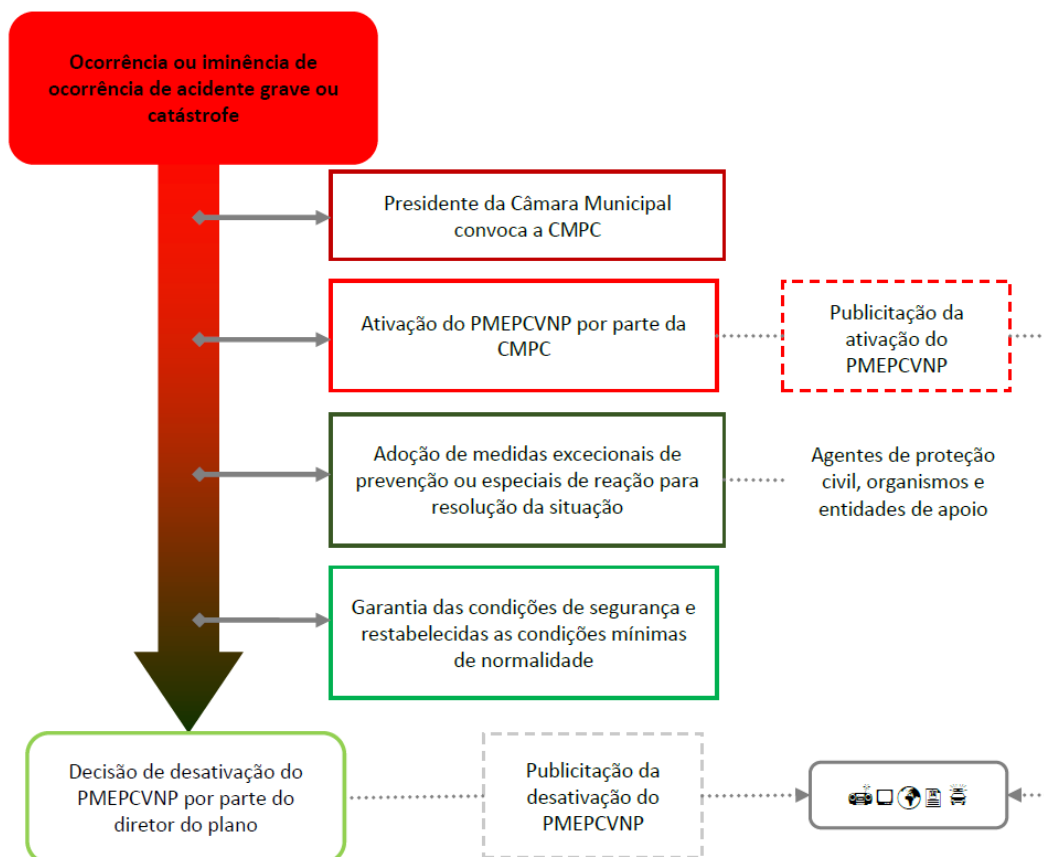 Ocorrência ou iminência de
ocorrência de acidente grave ou
catástrofe
Presidente da Câmara Municipal
convoca a CMPC
Ativação do PMEPCVNP por parte da
CMPC
Publicitação da
ativação do
PMEPCVNP
Adoção de medidas excecionais de
prevenção ou especiais de reação para
resolução da situação
Agentes de proteção
civil, organismos e
entidades de apoio
Garantia das condições de segurança e
restabelecidas as condições mínimas
de normalidade
Decisão de desativação do
PMEPCVNP por parte do
diretor do plano
Publicitação da
desativação do
PMEPCVNP